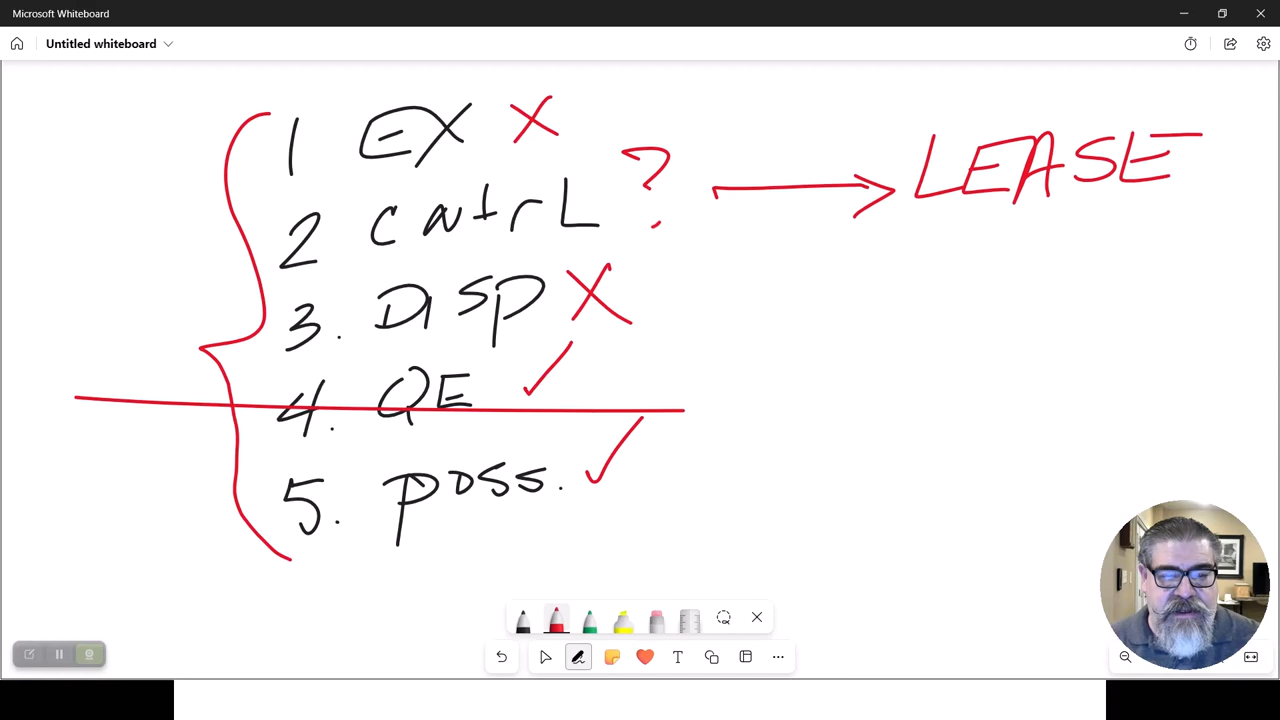 Microsoft Whiteboard
Untitled whiteboard
1 EX X
2 CntrL ?
LEASE
3. DISP X
4. QE ✓
5. poss. ✓
T